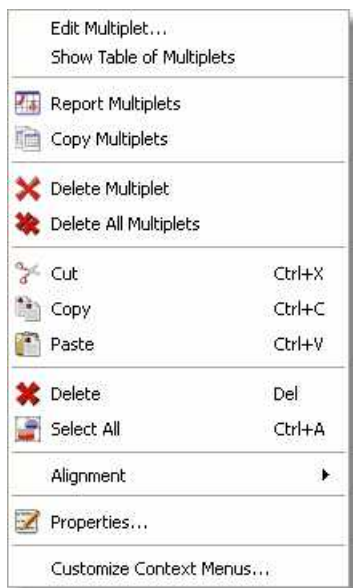 Edit Multiplet...
Show Table of Multiplets
Report Multiplets
Copy Multiplets
Delete Multiplet
Delete All Multiplets
Cut Ctrl+X
Copy Ctrl+C
Paste Ctrl+V
Delete Del
Select All Ctrl+A
Alignment
Properties...
Customize Context Menus...